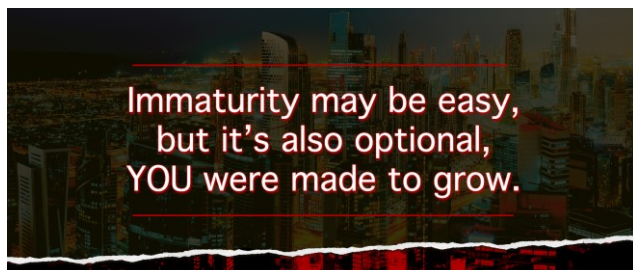 Immaturity may be easy,
but it’s also optional,
YOU were made to grow.